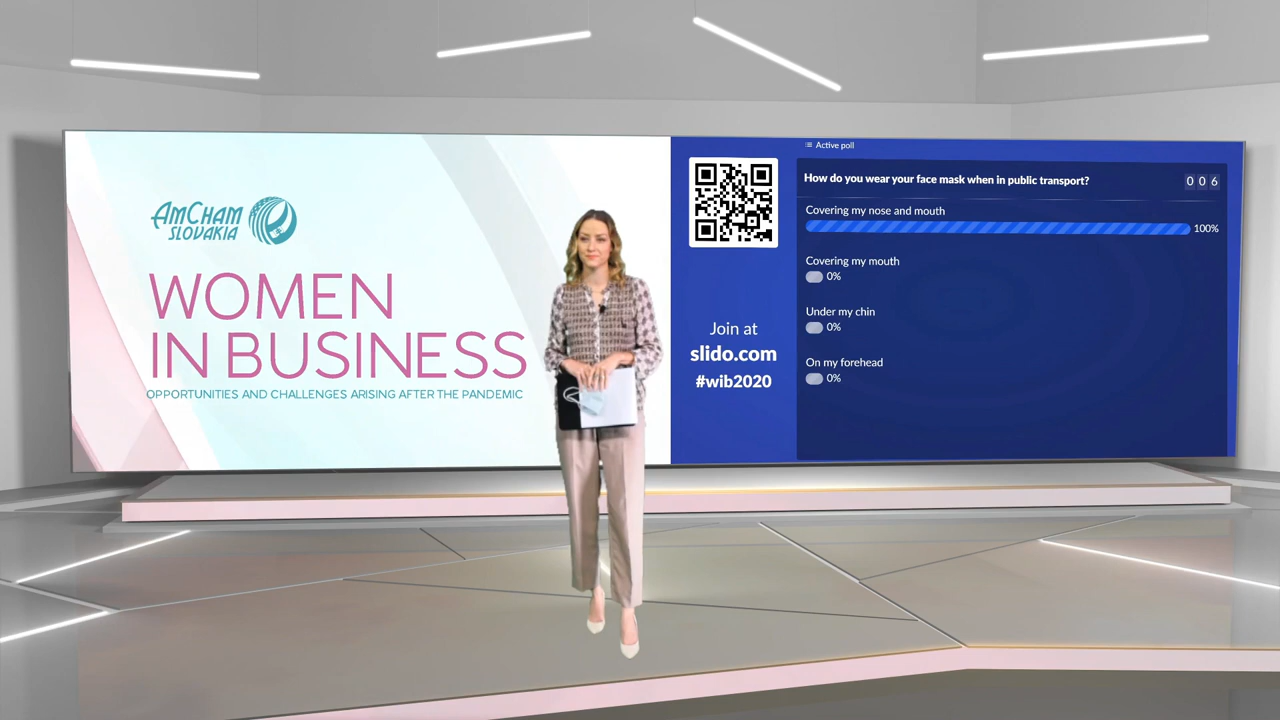 AMCHAM
SLOVAKIA
WOMEN
IN BUSINESS
OPPORTUNITIES AND CHALLENGES ARISING AFTER THE PANDEMIC
Join at
slido.com
#wib2020
Active poll
How do you wear your face mask when in public transport?
0 0 6
Covering my nose and mouth
100%
Covering my mouth
0%
Under my chin
0%
On my forehead
0%